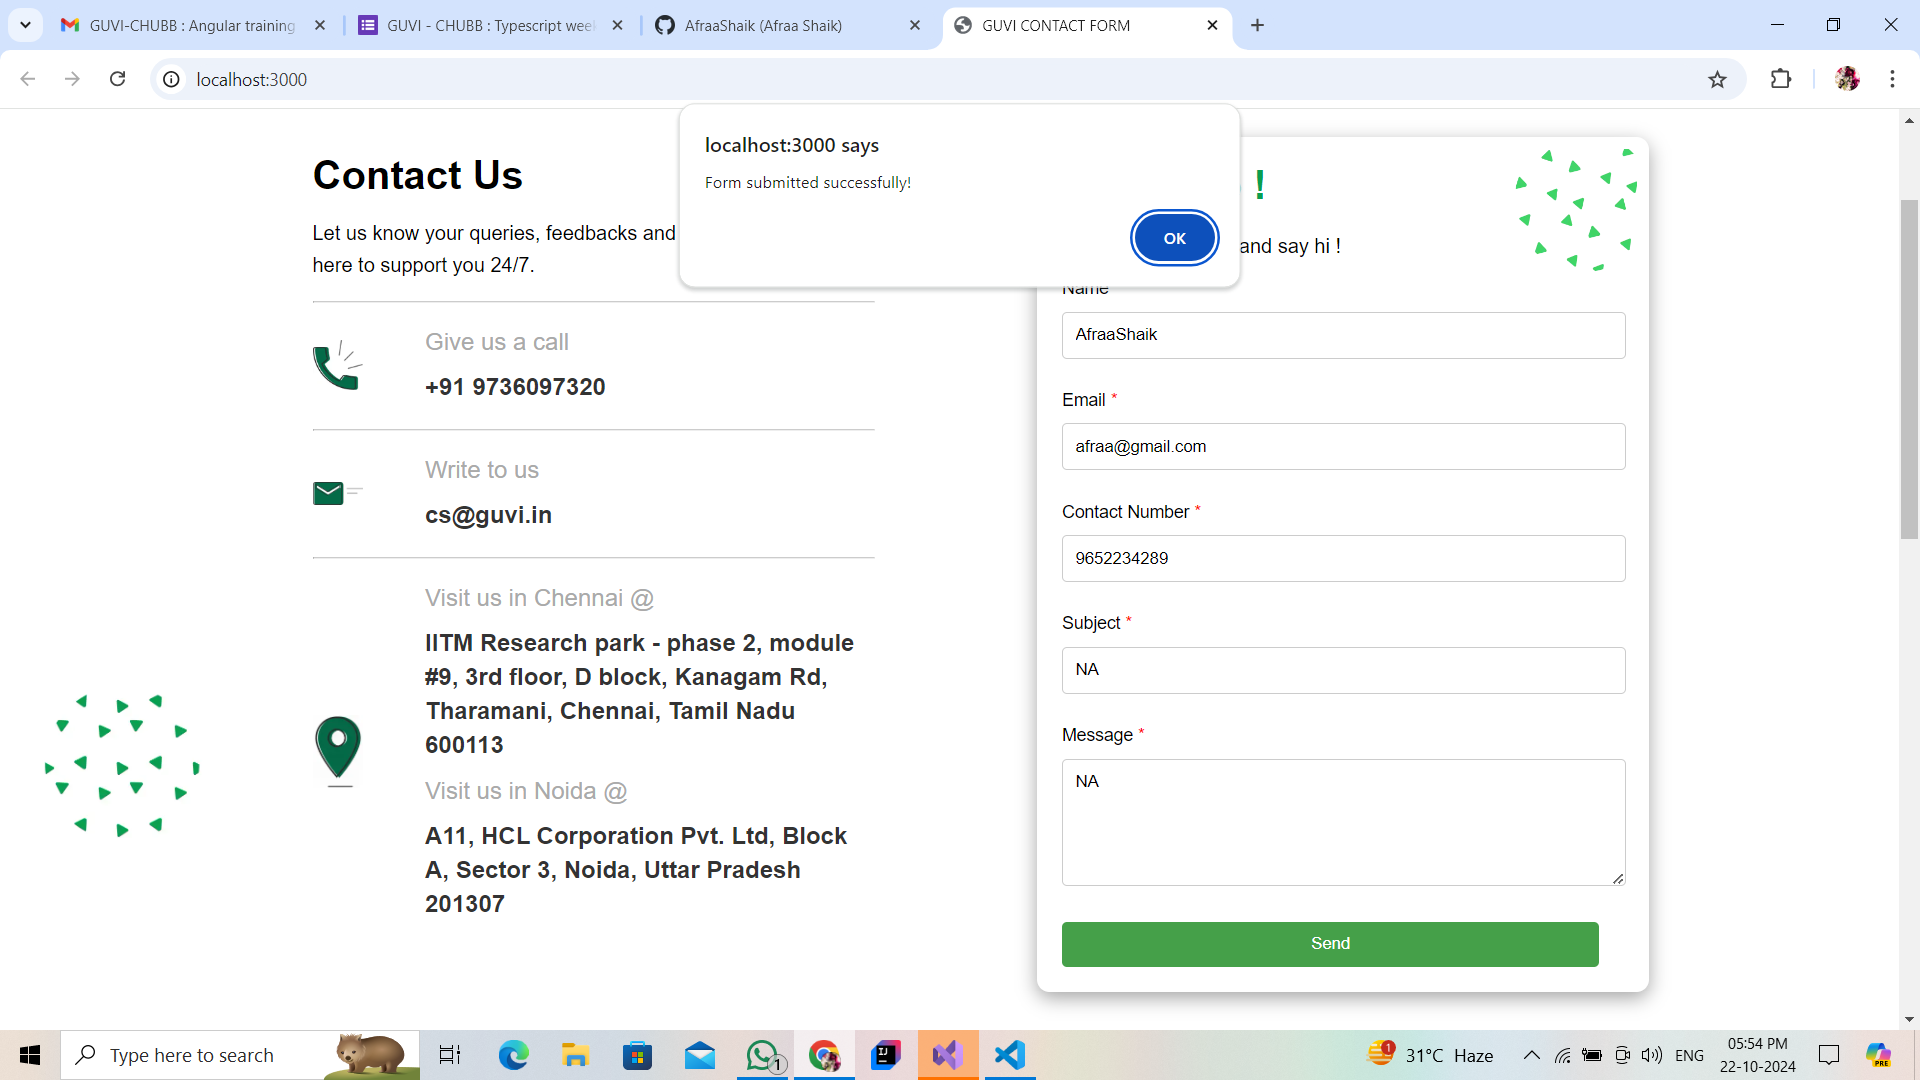 GUVI-CHUBB : Angular training
GUVI - CHUBB : Typescript wee
AfraaShaik (Afraa Shaik)
GUVI CONTACT FORM
localhost:3000
localhost:3000 says
Form submitted successfully!
OK
Contact Us
Let us know your queries, feedbacks and
here to support you 24/7.
Give us a call
+91 9736097320
Write to us
cs@guvi.in
Visit us in Chennai @
IITM Research park - phase 2, module
#9, 3rd floor, D block, Kanagam Rd,
Tharamani, Chennai, Tamil Nadu
600113
Visit us in Noida @
A11, HCL Corporation Pvt. Ltd, Block
A, Sector 3, Noida, Uttar Pradesh
201307
!
and say hi !
Name
AfraaShaik
Email *
afraa@gmail.com
Contact Number *
9652234289
Subject *
NA
Message *
NA
Send
Type here to search
1
IJ
1
31°C Haze
ENG
05:54 PM
22-10-2024
PRE